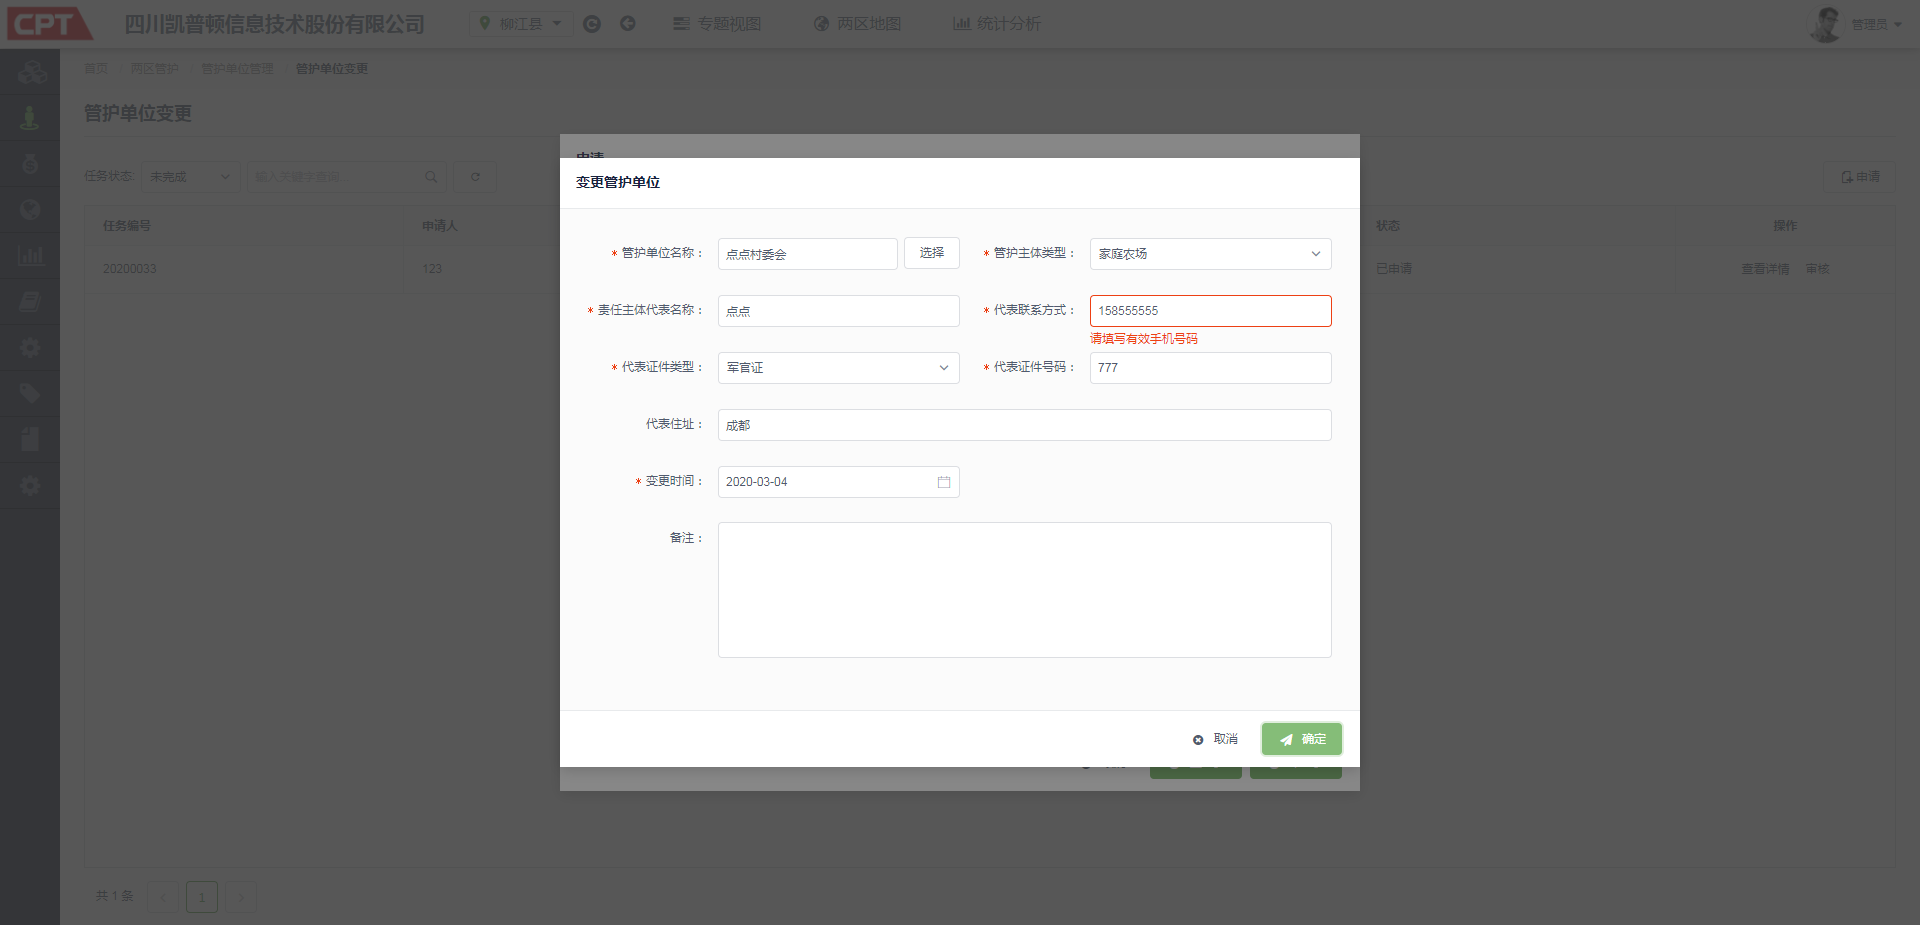 CPT 四川凯普顿信息技术股份有限公司 柳江县 专题视图 两区地图 统计分析 管理员
首页 两区管护 管护单位管理 管护单位变更
管护单位变更
任务状态: 未完成 输入关键字查询... 申请
任务编号 申请人 状态 操作
20200033 123 已申请 查看详情 审核
申请
变更管护单位
* 管护单位名称： 点点村委会 选择 * 管护主体类型： 家庭农场
* 责任主体代表名称： 点点 * 代表联系方式： 158555555
请填写有效手机号码
* 代表证件类型： 军官证 * 代表证件号码： 777
代表住址： 成都
* 变更时间： 2020-03-04
备注：
取消 确定
共 1 条 1